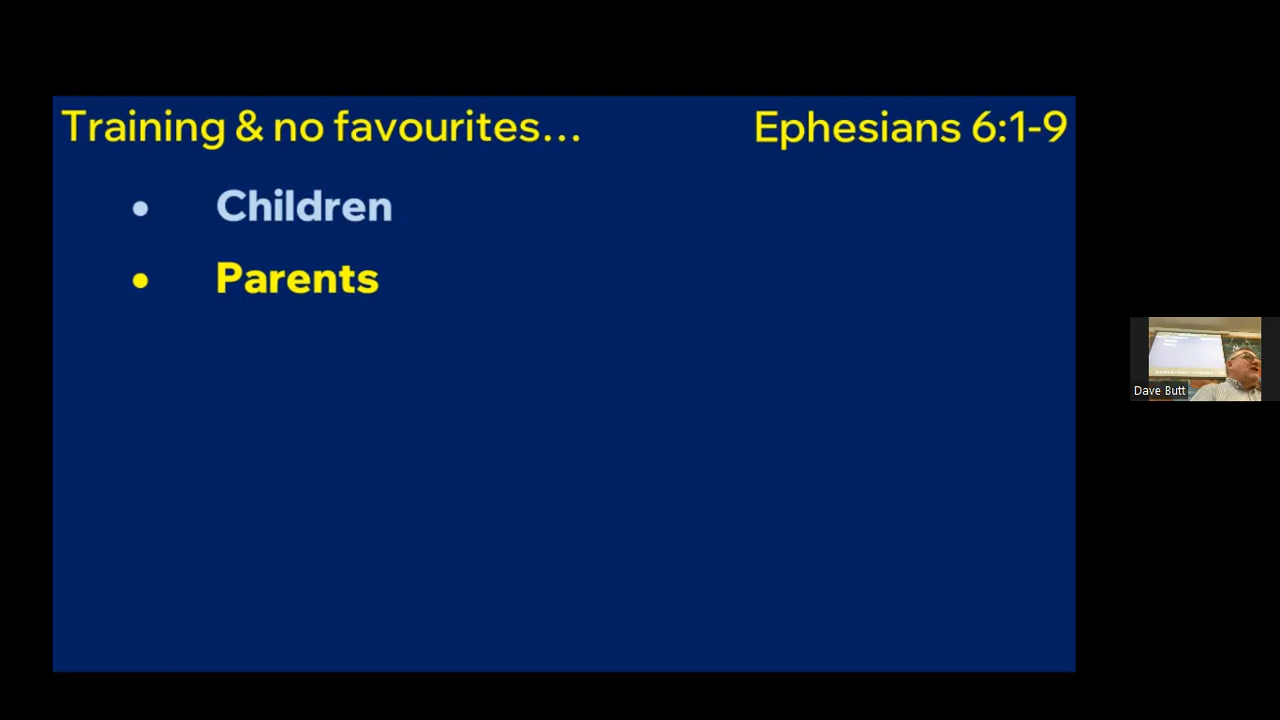 Training & no favourites… Ephesians 6:1-9
• Children
• Parents
Dave Butt